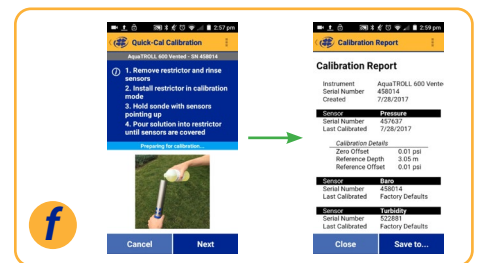 2:57 pm
Quick-Cal Calibration
AquaTROLL 600 Vented - SN 458014
1. Remove restrictor and rinse
sensors
2. Install restrictor in calibration
mode
3. Hold sonde with sensors
pointing up
4. Pour solution into restrictor
until sensors are covered
Preparing for calibration...
Cancel Next
f
2:59 pm
Calibration Report
Calibration Report
Instrument AquaTROLL 600 Vente
Serial Number 458014
Created 7/28/2017
Sensor Pressure
Serial Number 457637
Last Calibrated 7/28/2017
Calibration Details
Zero Offset 0.01 psi
Reference Depth 3.05 m
Reference Offset 0.01 psi
Sensor Baro
Serial Number 458014
Last Calibrated Factory Defaults
Sensor Turbidity
Serial Number 522881
Last Calibrated Factory Defaults
Close Save to...